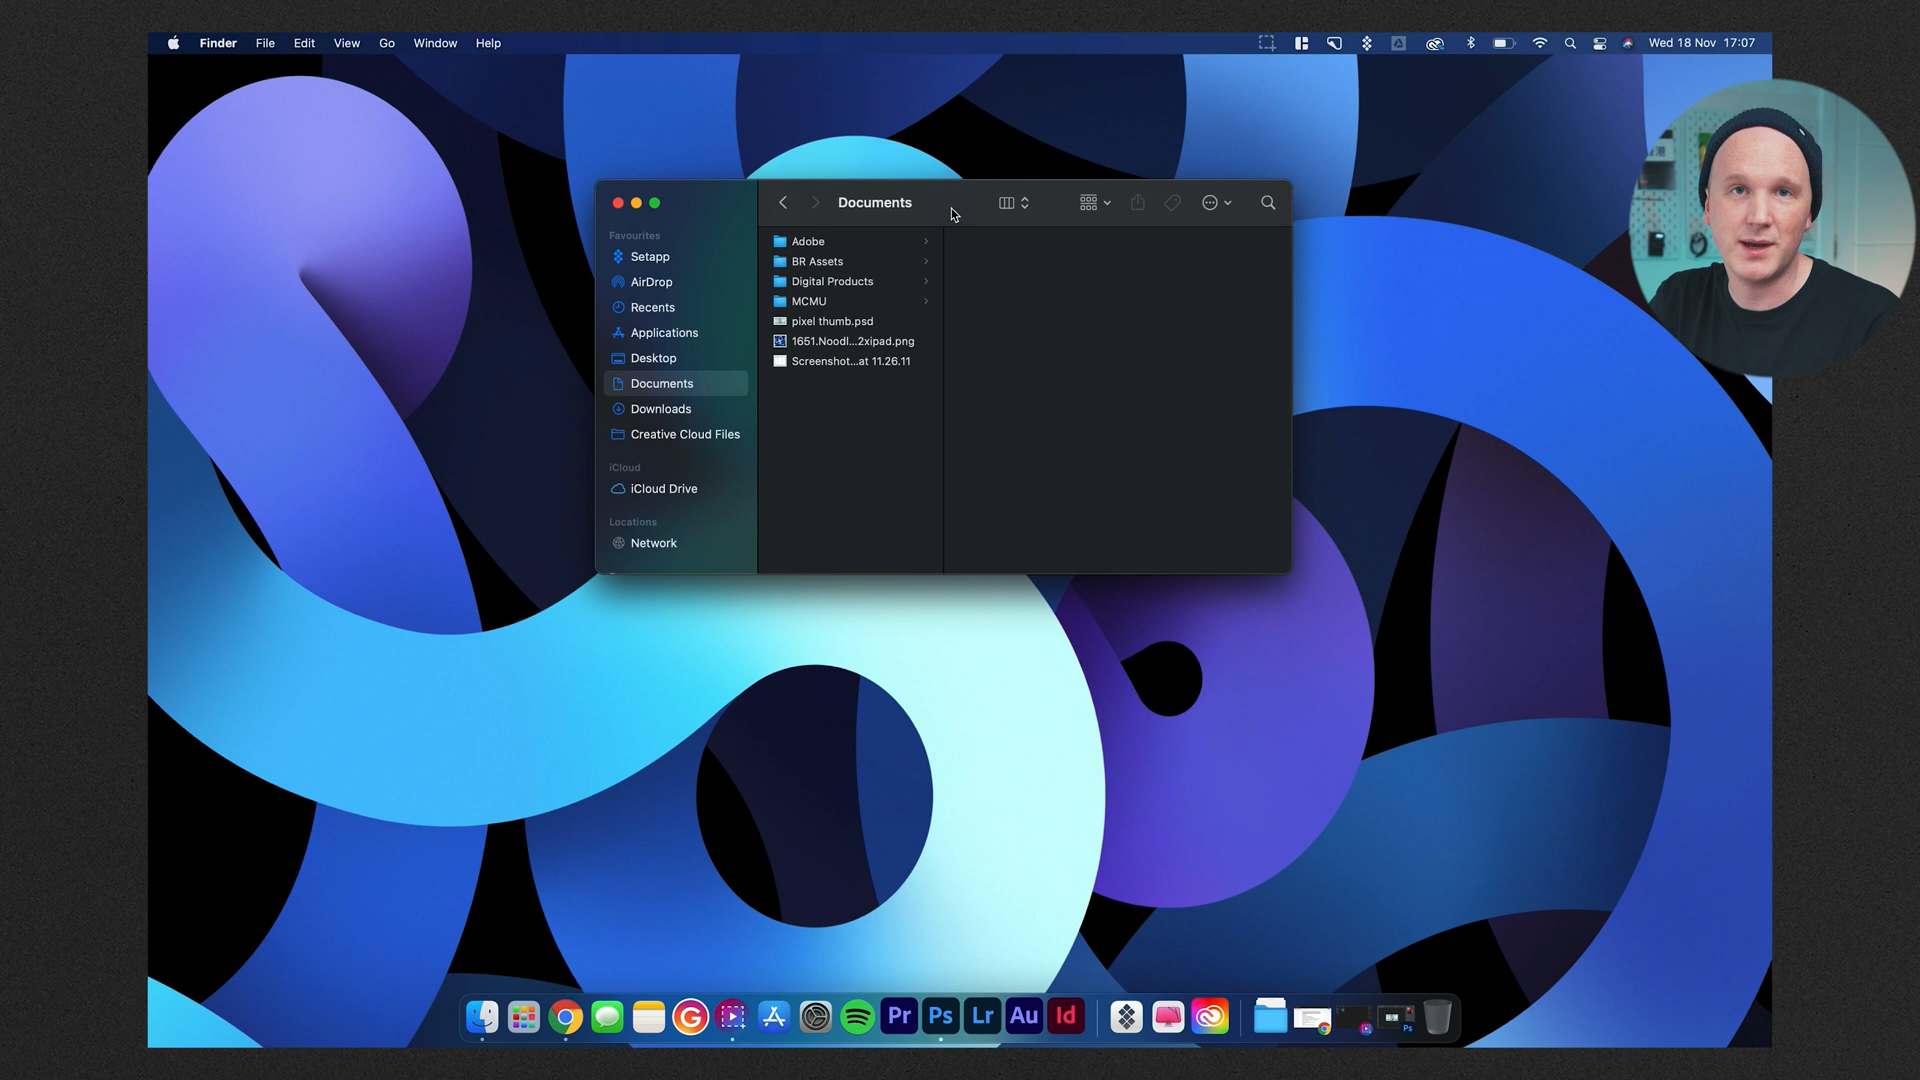 Finder File Edit View Go Window Help
Wed 18 Nov 17:07
Documents
Favourites
Setapp
AirDrop
Recents
Applications
Desktop
Documents
Downloads
Creative Cloud Files
iCloud
iCloud Drive
Locations
Network
Adobe
BR Assets
Digital Products
MCMU
pixel thumb.psd
1651.Noodl...2xipad.png
Screenshot...at 11.26.11
Pr Ps Lr Au Id
Ps